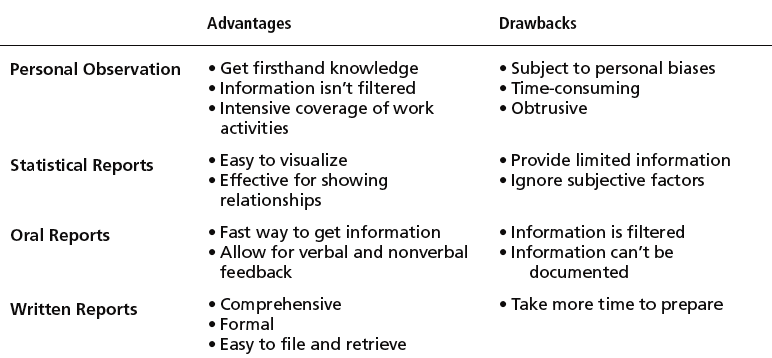 Advantages Drawbacks
Personal Observation • Get firsthand knowledge • Subject to personal biases
• Information isn't filtered • Time-consuming
• Intensive coverage of work • Obtrusive
activities
Statistical Reports • Easy to visualize • Provide limited information
• Effective for showing • Ignore subjective factors
relationships
Oral Reports • Fast way to get information • Information is filtered
• Allow for verbal and nonverbal • Information can't be
feedback documented
Written Reports • Comprehensive • Take more time to prepare
• Formal
• Easy to file and retrieve